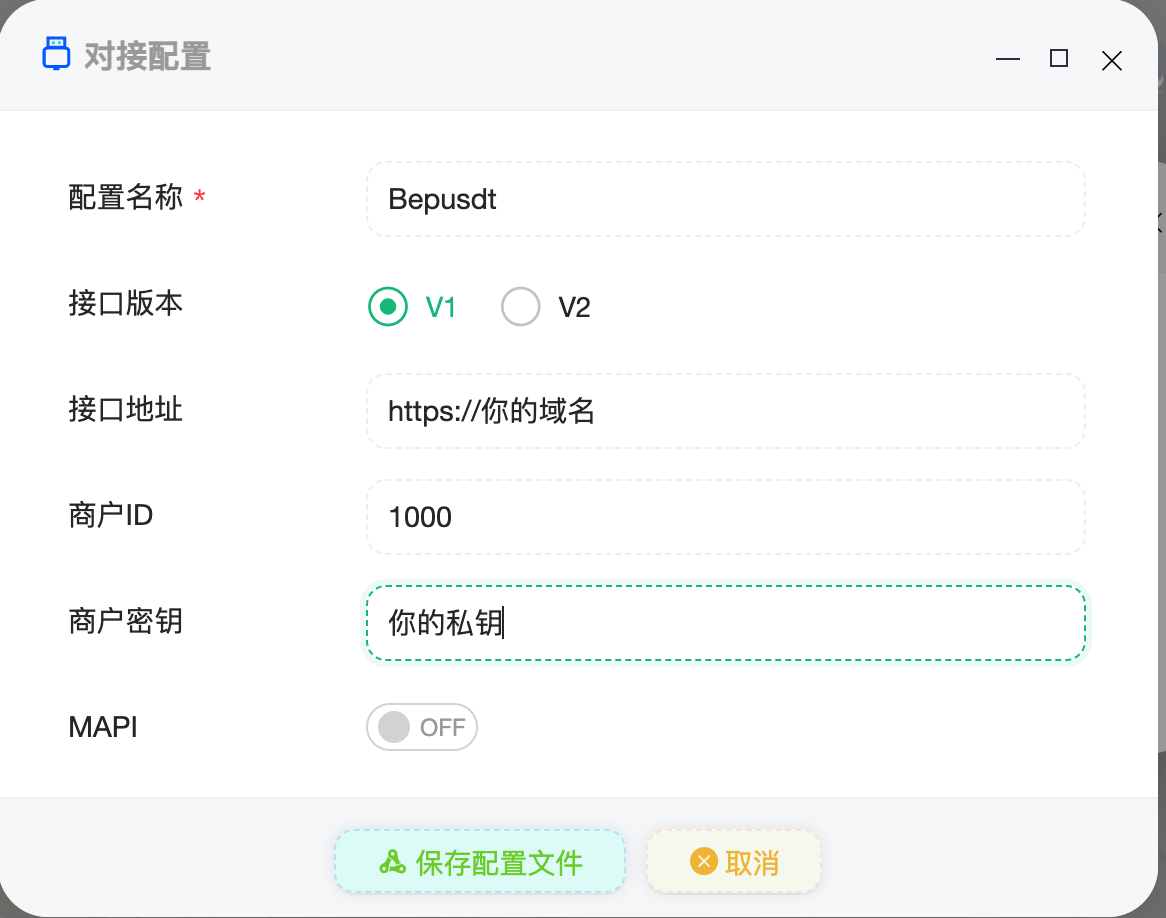 对接配置
配置名称 *
Bepusdt
接口版本
V1
V2
接口地址
https://你的域名
商户ID
1000
商户密钥
你的私钥
MAPI
OFF
保存配置文件
取消